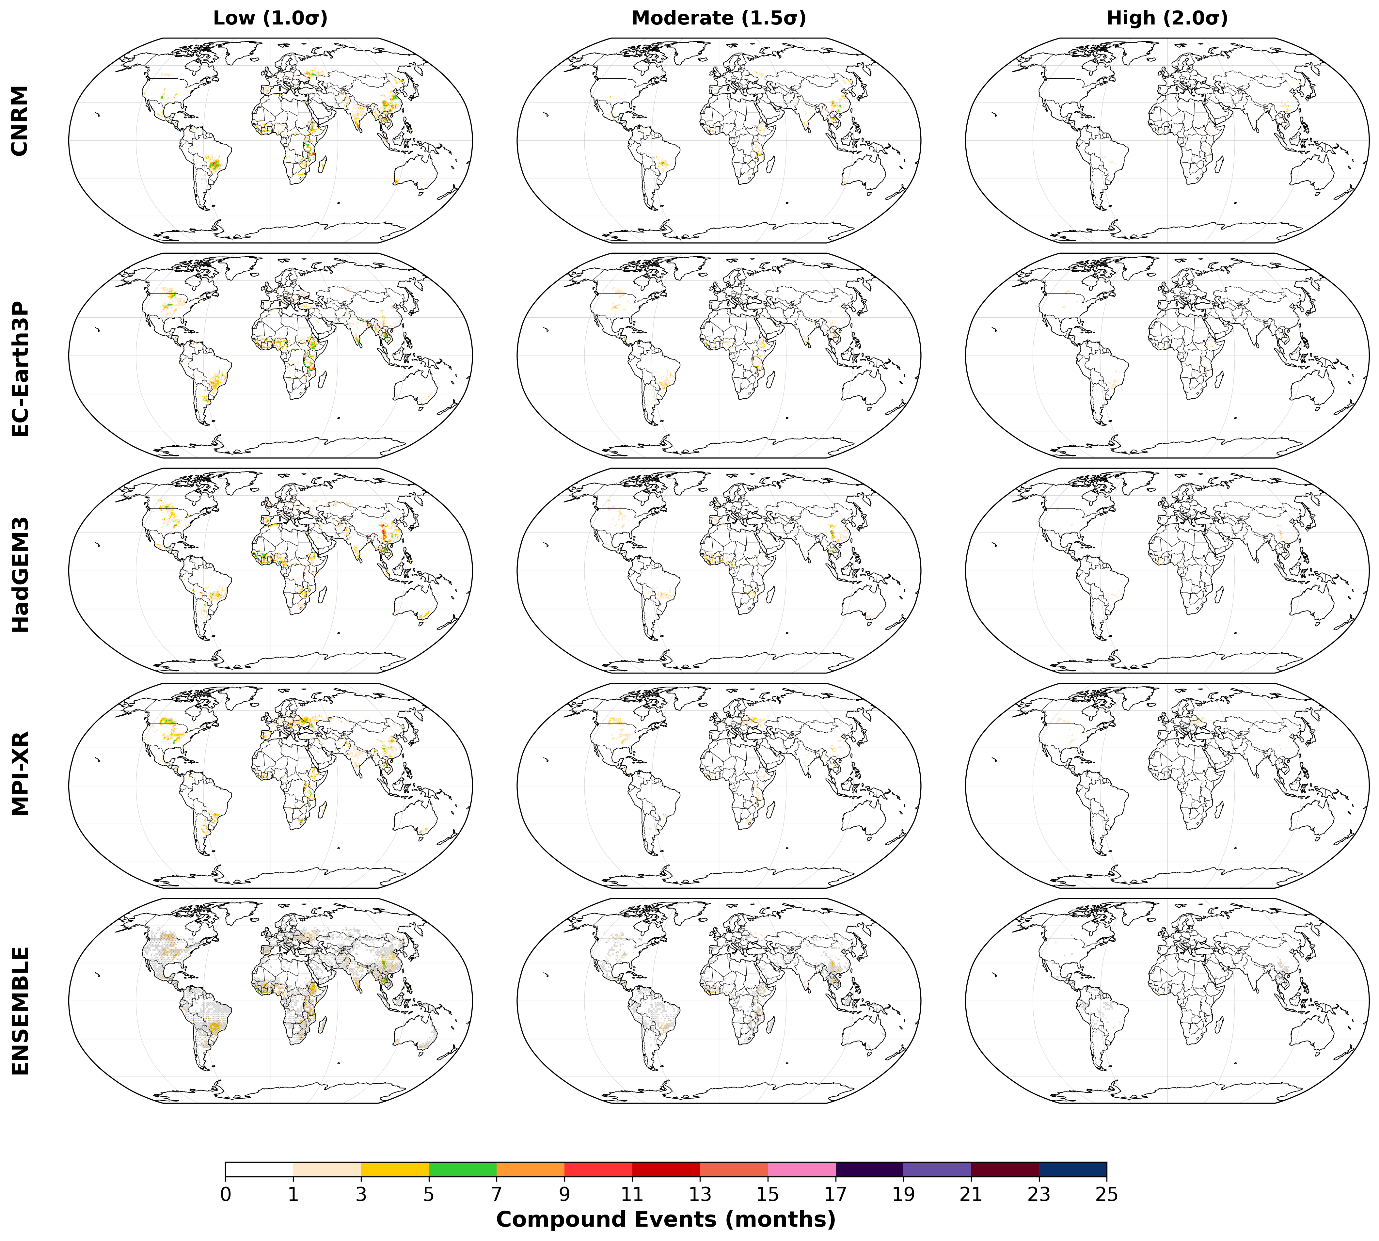 Low (1.0σ) Moderate (1.5σ) High (2.0σ)
CNRM
EC-Earth3P
HadGEM3
MPI-XR
ENSEMBLE
0 1 3 5 7 9 11 13 15 17 19 21 23 25
Compound Events (months)